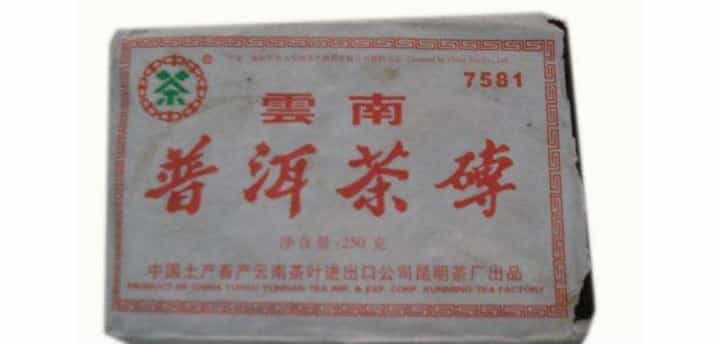 茶
7581
雲南
普洱茶磚
净含量:250克
中国土产畜产云南茶叶进出口公司昆明茶厂出品
PRODUCT OF CHINA TUHSU YUNNAN TEA IMP. & EXP. CORP. KUNMING TEA FACTORY